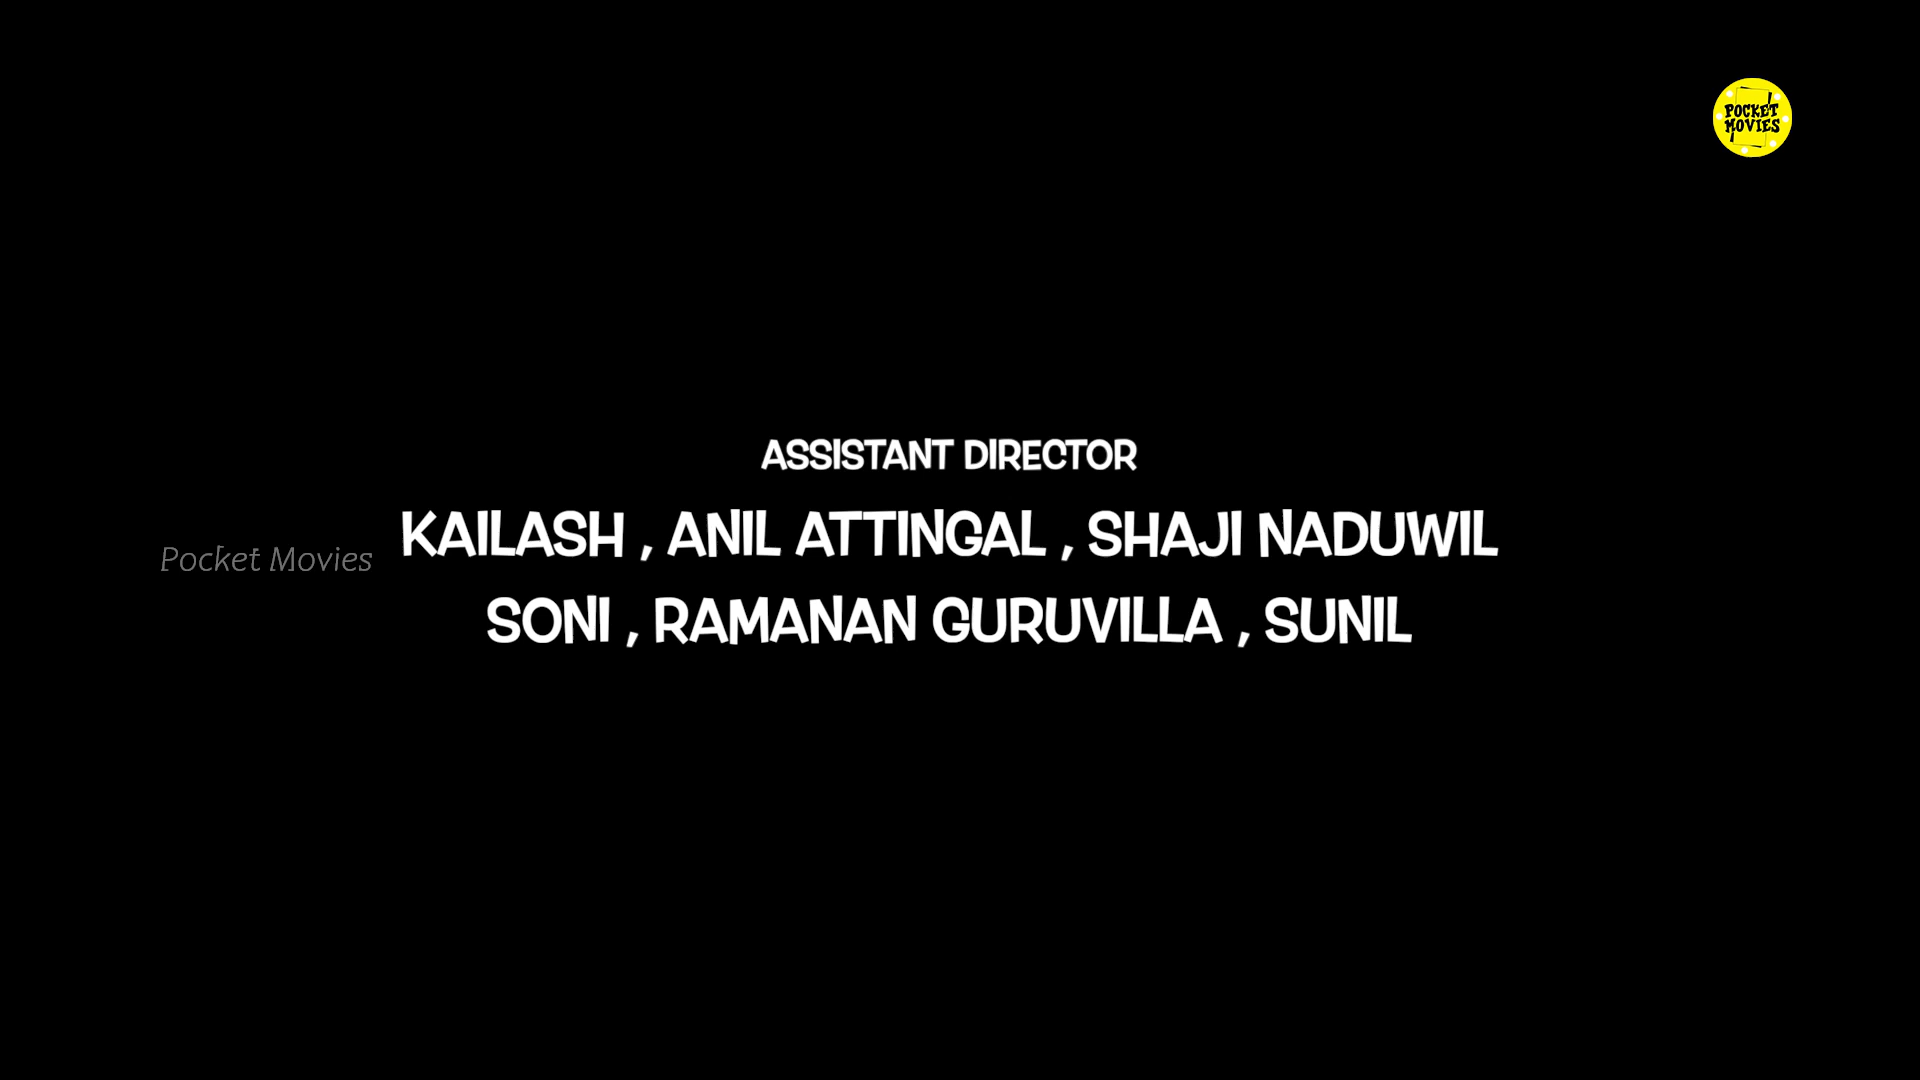 POCKET
MOVIES
ASSISTANT DIRECTOR
KAILASH , ANIL ATTINGAL , SHAJI NADUWIL
Pocket Movies
SONI , RAMANAN GURUVILLA , SUNIL